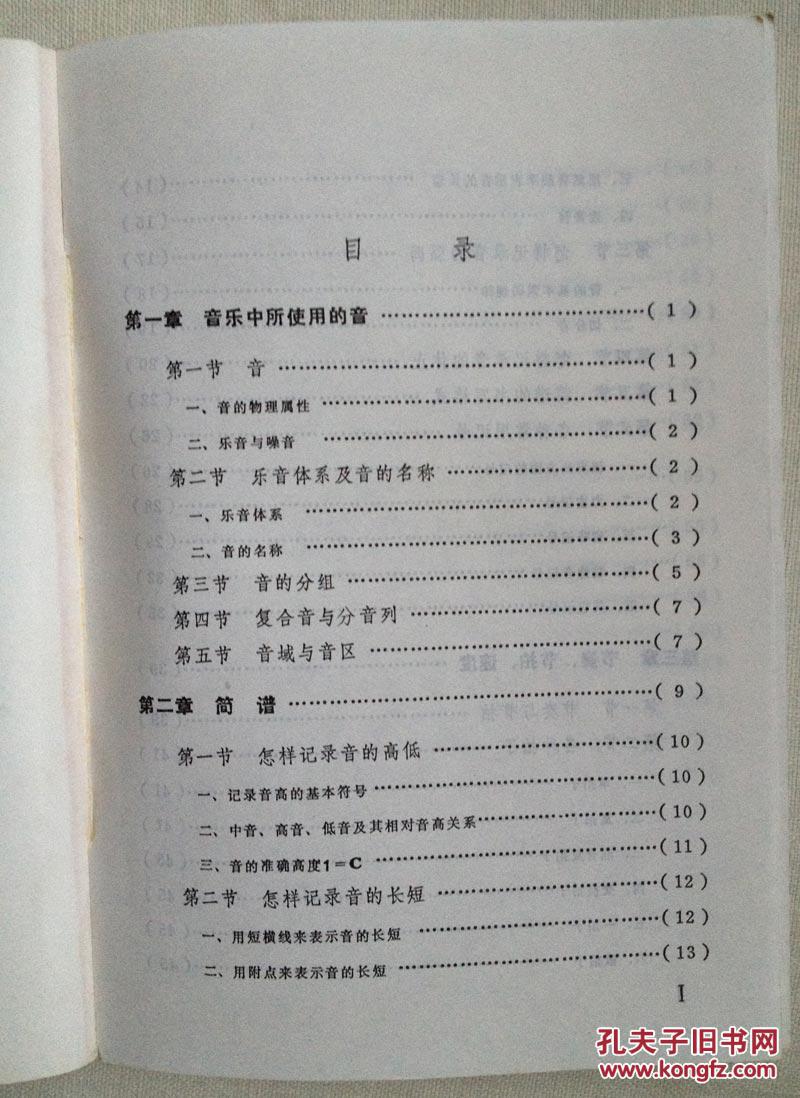 目 录
第一章 音乐中所使用的音 …………………………………( 1 )
第一节 音 ………………………………………………( 1 )
一、音的物理属性 …………………………………………( 1 )
二、乐音与噪音 …………………………………………( 2 )
第二节 乐音体系及音的名称 …………………………( 2 )
一、乐音体系 ……………………………………………( 2 )
二、音的名称 ……………………………………………( 3 )
第三节 音的分组 ………………………………………( 5 )
第四节 复合音与分音列 ………………………………( 7 )
第五节 音域与音区 ……………………………………( 7 )
第二章 简 谱 ………………………………………………( 9 )
第一节 怎样记录音的高低 ……………………………(10)
一、记录音高的基本符号 …………………………………(10)
二、中音、高音、低音及其相对音高关系……………………(10)
三、音的准确高度1=C …………………………………(11)
第二节 怎样记录音的长短 ……………………………(12)
一、用短横线来表示音的长短 ……………………………(12)
二、用附点来表示音的长短 ………………………………(13)
I
孔夫子旧书网
www.kongfz.com